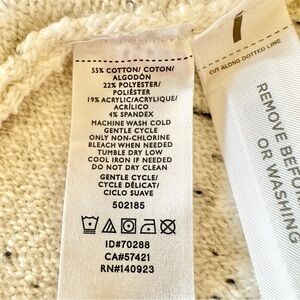 55% COTTON/ COTON/
ALGODÓN
22% POLYESTER/
POLIÉSTER
19% ACRYLIC/ACRYLIQUE/
ACRÍLICO
4% SPANDEX
MACHINE WASH COLD
GENTLE CYCLE
ONLY NON-CHLORINE
BLEACH WHEN NEEDED
TUMBLE DRY LOW
COOL IRON IF NEEDED
DO NOT DRY CLEAN
GENTLE CYCLE/
CYCLE DÉLICAT/
CICLO SUAVE
502185
ID#70288
CA#57421
RN#140923
CUT ALONG DOTTED LINE
REMOVE BEF
OR WASHING